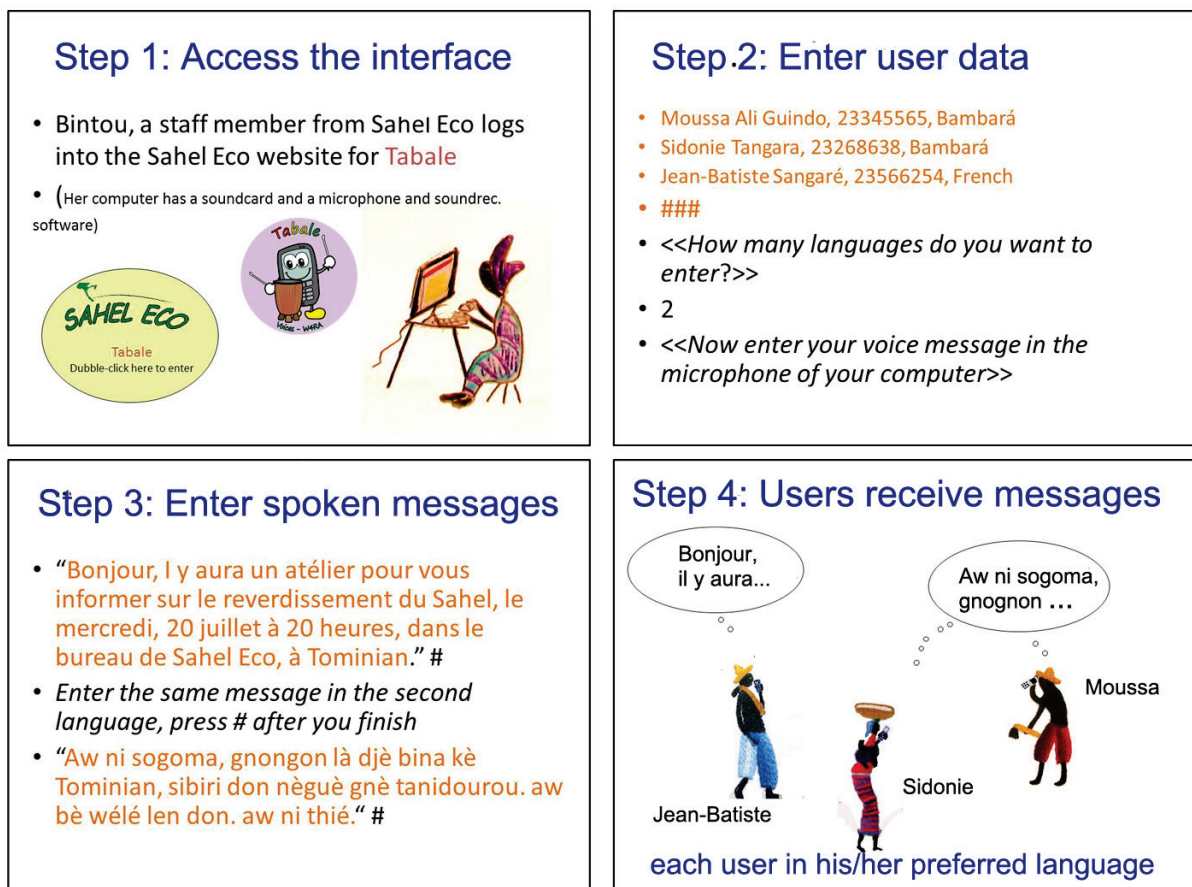 Step 1: Access the interface
• Bintou, a staff member from Sahel Eco logs
into the Sahel Eco website for Tabale
• (Her computer has a soundcard and a microphone and soundrec.
software)
Tabale
Voices - W4RA
SAHEL ECO
Tabale
Dubble-click here to enter
Step.2: Enter user data
• Moussa Ali Guindo, 23345565, Bambará
• Sidonie Tangara, 23268638, Bambará
• Jean-Batiste Sangaré, 23566254, French
• ###
• <<How many languages do you want to
enter?>>
• 2
• <<Now enter your voice message in the
microphone of your computer>>
Step 3: Enter spoken messages
• “Bonjour, I y aura un atélier pour vous
informer sur le reverdissement du Sahel, le
mercredi, 20 juillet à 20 heures, dans le
bureau de Sahel Eco, à Tominian.” #
• Enter the same message in the second
language, press # after you finish
• “Aw ni sogoma, gnongon là djè bina kè
Tominian, sibiri don nèguè gnè tanidourou. aw
bè wélé len don. aw ni thié.“ #
Step 4: Users receive messages
Bonjour,
il y aura...
Aw ni sogoma,
gnognon ...
Moussa
Sidonie
Jean-Batiste
each user in his/her preferred language